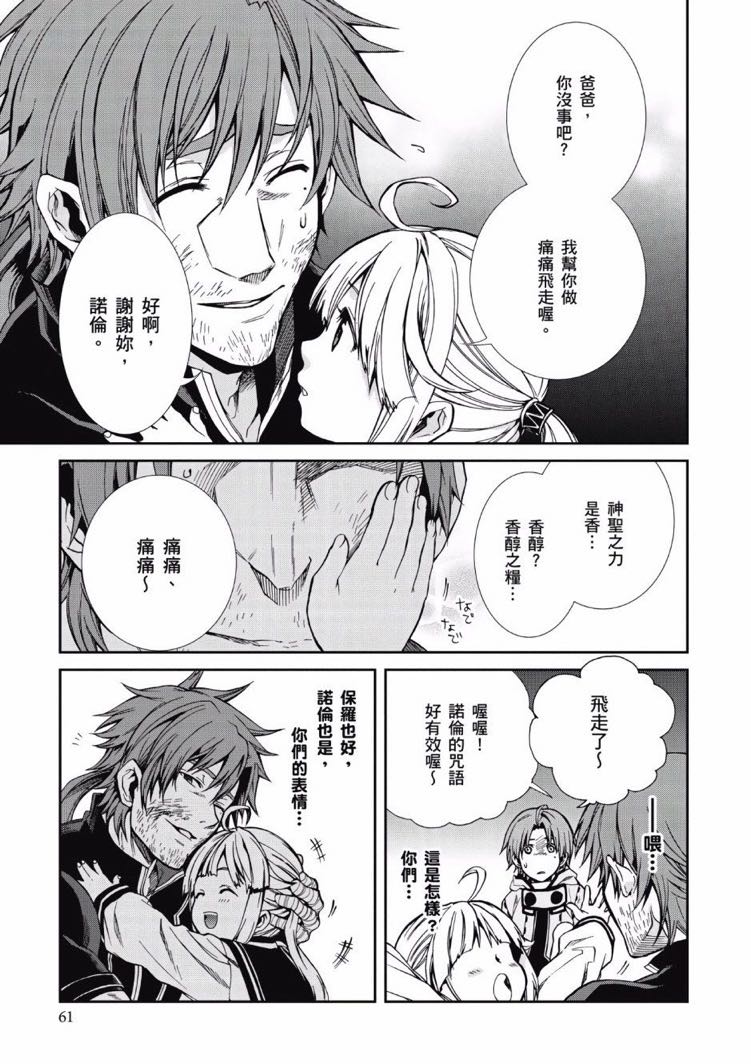 爸爸，
你沒事吧？
我幫你做
痛痛飛走喔。
好啊，
謝謝妳，
諾倫。
神聖之力
是香…
香醇？
香醇之糧…
なで
なで
痛痛、
痛痛～
飛走了～
喔喔！
諾倫的咒語
好有效喔～
──喂…
這是怎樣？
你們…
保羅也好，
諾倫也是，
你們的表情…
61